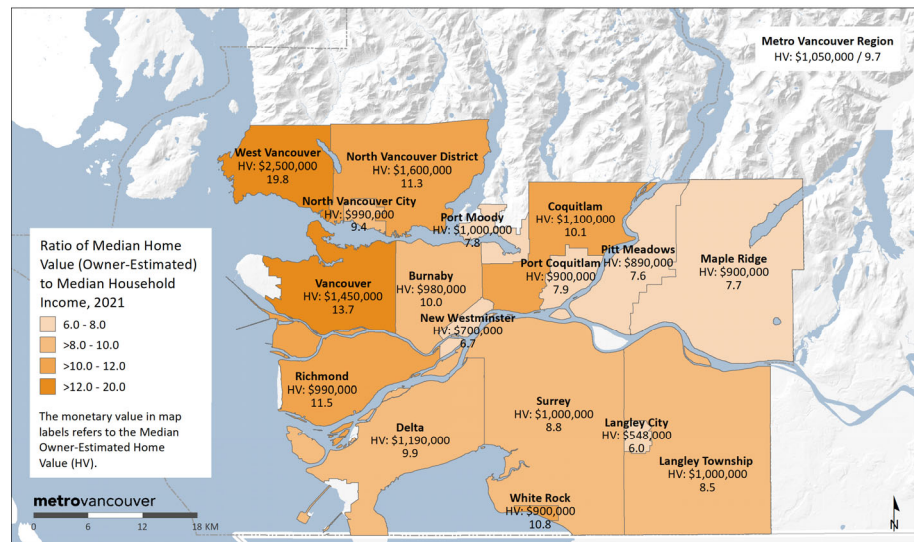 Metro Vancouver Region
HV: $1,050,000 / 9.7
West Vancouver
HV: $2,500,000
19.8
North Vancouver District
HV: $1,600,000
11.3
North Vancouver City
HV: $990,000
9.4
Port Moody
HV: $1,000,000
7.8
Coquitlam
HV: $1,100,000
10.1
Pitt Meadows
HV: $890,000
7.6
Maple Ridge
HV: $900,000
7.7
Port Coquitlam
HV: $900,000
7.9
Vancouver
HV: $1,450,000
13.7
Burnaby
HV: $980,000
10.0
New Westminster
HV: $700,000
6.7
Richmond
HV: $990,000
11.5
Delta
HV: $1,190,000
9.9
Surrey
HV: $1,000,000
8.8
Langley City
HV: $548,000
6.0
Langley Township
HV: $1,000,000
8.5
White Rock
HV: $900,000
10.8
Ratio of Median Home
Value (Owner-Estimated)
to Median Household
Income, 2021
6.0 - 8.0
>8.0 - 10.0
>10.0 - 12.0
>12.0 - 20.0
The monetary value in map
labels refers to the Median
Owner-Estimated Home
Value (HV).
metrovancouver
0 6 12 18 KM
N